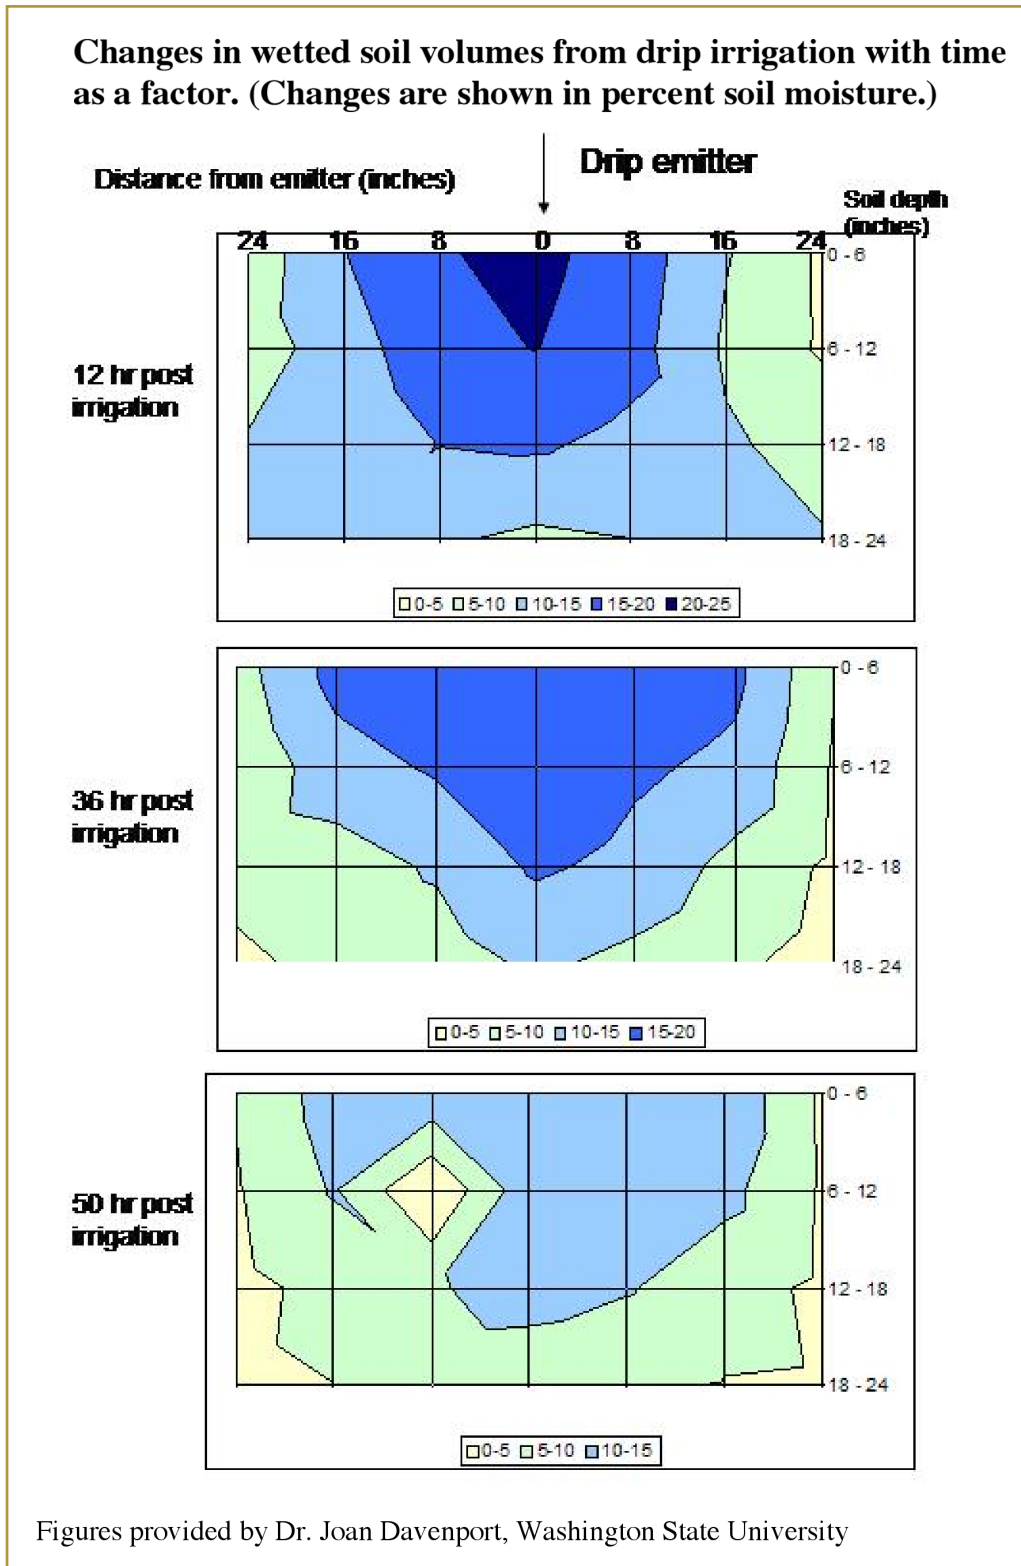 Changes in wetted soil volumes from drip irrigation with time
as a factor. (Changes are shown in percent soil moisture.)
Drip emitter
Distance from emitter (inches)
Soil depth
(inches)
24 16 8 0 8 16 24
0 - 6
6 - 12
12 - 18
18 - 24
12 hr post
irrigation
0-5 5-10 10-15 15-20 20-25
0 - 6
6 - 12
12 - 18
18 - 24
36 hr post
irrigation
0-5 5-10 10-15 15-20
0 - 6
6 - 12
12 - 18
18 - 24
50 hr post
irrigation
0-5 5-10 10-15
Figures provided by Dr. Joan Davenport, Washington State University